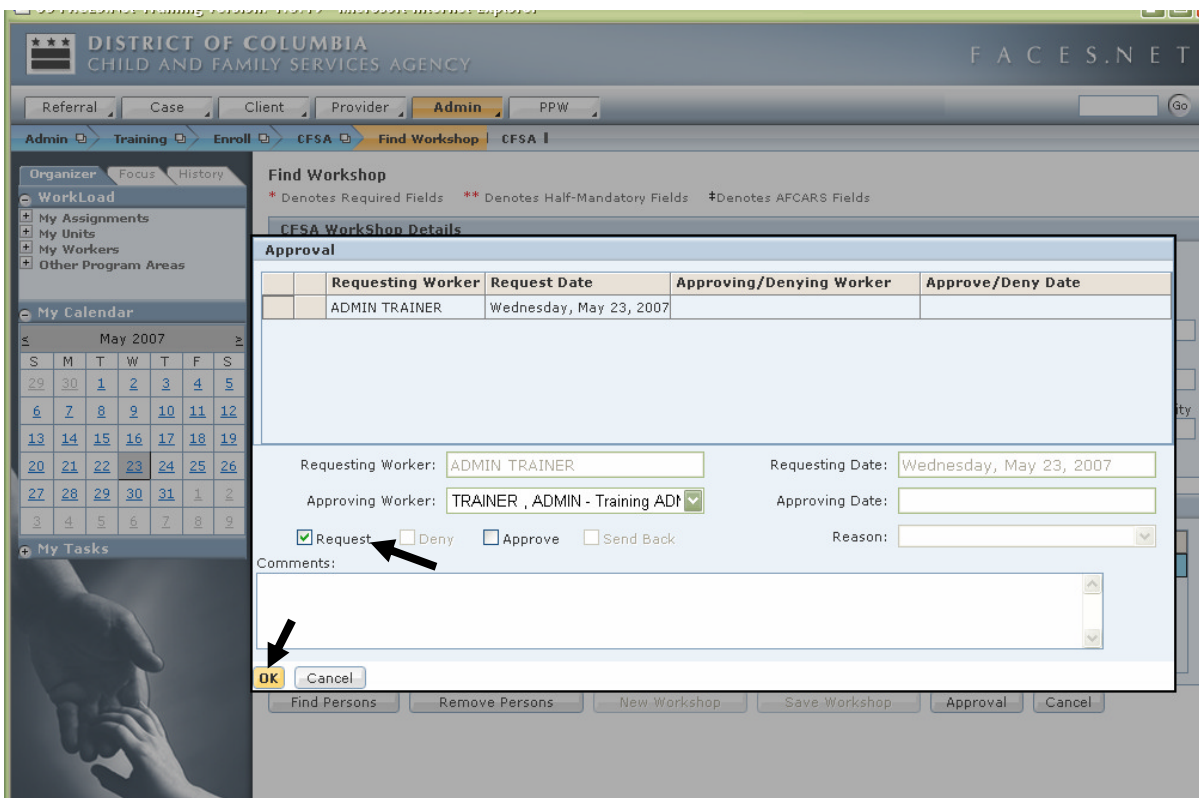 DISTRICT OF COLUMBIA
CHILD AND FAMILY SERVICES AGENCY
FACES.NET
Referral Case Client Provider Admin PPW Go
Admin Training Enroll CFSA Find Workshop CFSA
Organizer Focus History
WorkLoad
My Assignments
My Units
My Workers
Other Program Areas
My Calendar
≤ May 2007 ≥
S M T W T F S
29 30 1 2 3 4 5
6 7 8 9 10 11 12
13 14 15 16 17 18 19
20 21 22 23 24 25 26
27 28 29 30 31 1 2
3 4 5 6 7 8 9
My Tasks
Find Workshop
* Denotes Required Fields ** Denotes Half-Mandatory Fields ‡Denotes AFCARS Fields
CFSA WorkShop Details
Approval
Requesting Worker Request Date Approving/Denying Worker Approve/Deny Date
ADMIN TRAINER Wednesday, May 23, 2007
Requesting Worker: ADMIN TRAINER Requesting Date: Wednesday, May 23, 2007
Approving Worker: TRAINER , ADMIN - Training Approving Date:
Request Deny Approve Send Back Reason:
Comments:
OK Cancel
Find Persons Remove Persons New Workshop Save Workshop Approval Cancel